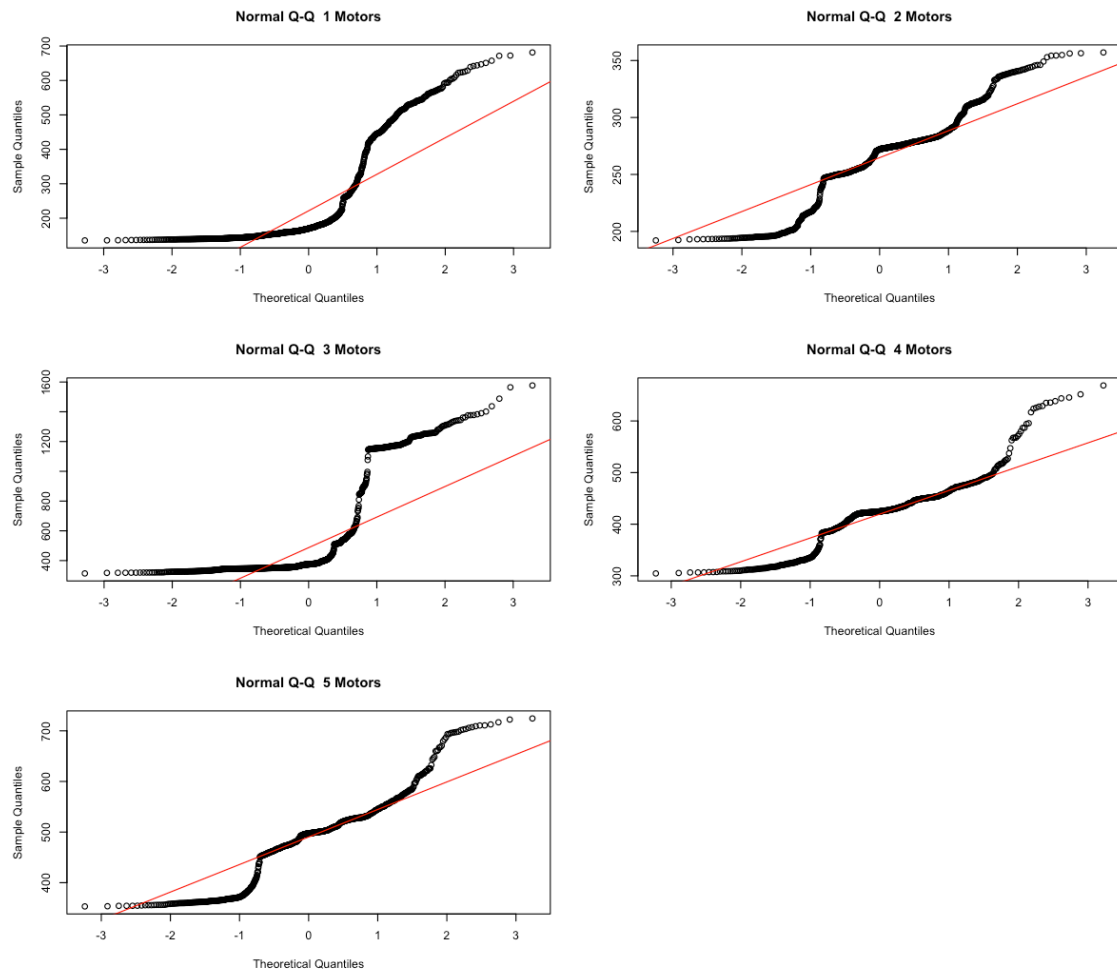 Normal Q-Q 1 Motors
Sample Quantiles
700
600
500
400
300
200
-3 -2 -1 0 1 2 3
Theoretical Quantiles
Normal Q-Q 2 Motors
Sample Quantiles
350
300
250
200
-3 -2 -1 0 1 2 3
Theoretical Quantiles
Normal Q-Q 3 Motors
Sample Quantiles
1600
1200
800
600
400
-3 -2 -1 0 1 2 3
Theoretical Quantiles
Normal Q-Q 4 Motors
Sample Quantiles
600
500
400
300
-3 -2 -1 0 1 2 3
Theoretical Quantiles
Normal Q-Q 5 Motors
Sample Quantiles
700
600
500
400
-3 -2 -1 0 1 2 3
Theoretical Quantiles